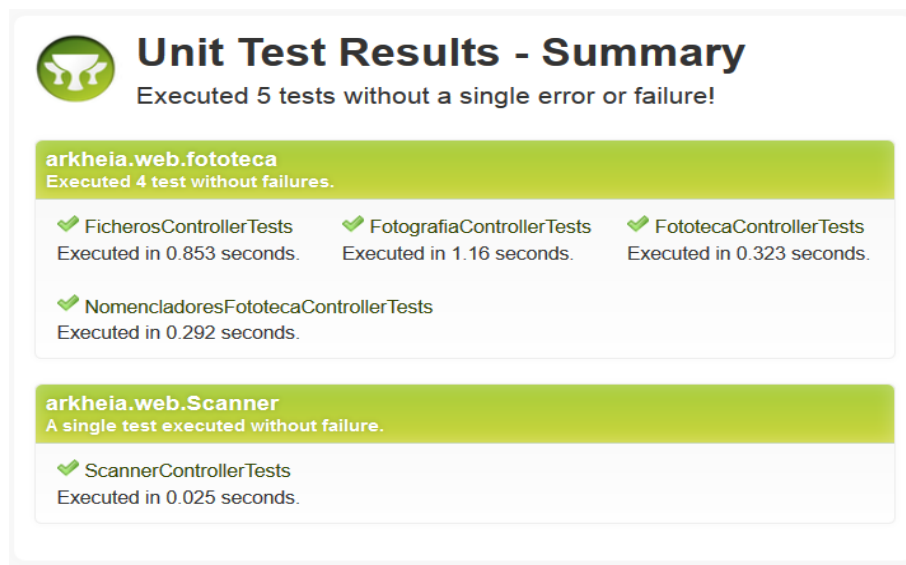 Unit Test Results - Summary
Executed 5 tests without a single error or failure!
arkheia.web.fototeca
Executed 4 test without failures.
FicherosControllerTests
Executed in 0.853 seconds.
FotografiaControllerTests
Executed in 1.16 seconds.
FototecaControllerTests
Executed in 0.323 seconds.
NomencladoresFototecaControllerTests
Executed in 0.292 seconds.
arkheia.web.Scanner
A single test executed without failure.
ScannerControllerTests
Executed in 0.025 seconds.